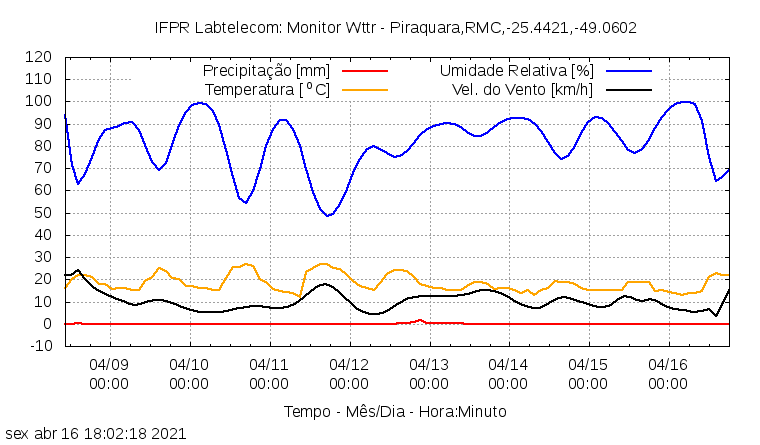 IFPR Labtelecom: Monitor Wttr - Piraquara,RMC,-25.4421,-49.0602
120
110
100
90
80
70
60
50
40
30
20
10
0
-10
Precipitação [mm]
Temperatura [⁰C]
Umidade Relativa [%]
Vel. do Vento [km/h]
04/09 04/10 04/11 04/12 04/13 04/14 04/15 04/16
00:00 00:00 00:00 00:00 00:00 00:00 00:00 00:00
Tempo - Mês/Dia - Hora:Minuto
sex abr 16 18:02:18 2021